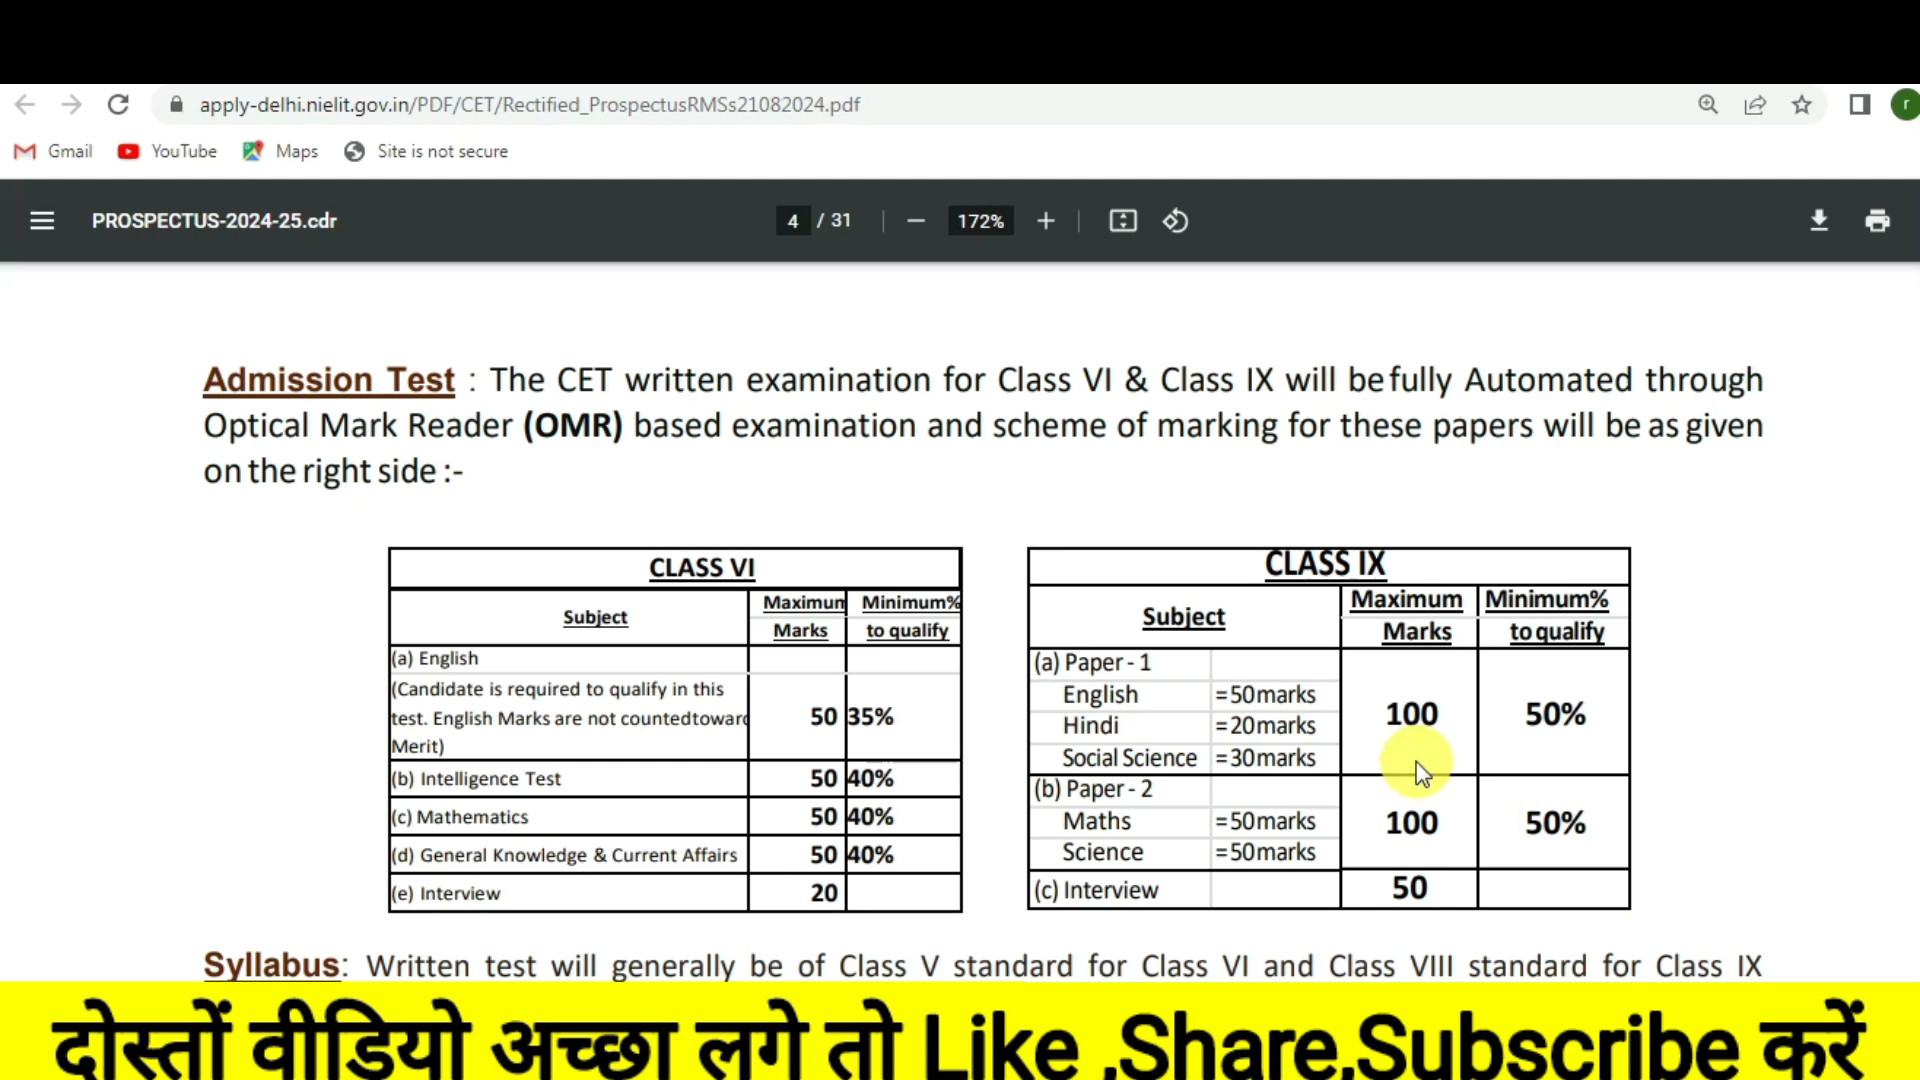 apply-delhi.nielit.gov.in/PDF/CET/Rectified_ProspectusRMSs21082024.pdf
r
Gmail YouTube Maps Site is not secure
PROSPECTUS-2024-25.cdr 4 / 31 172%
Admission Test : The CET written examination for Class VI & Class IX will be fully Automated through
Optical Mark Reader (OMR) based examination and scheme of marking for these papers will be as given
on the right side :-
CLASS VI
Subject Maximum Marks Minimum% to qualify
(a) English
(Candidate is required to qualify in this
test. English Marks are not countedtoward
Merit) 50 35%
(b) Intelligence Test 50 40%
(c) Mathematics 50 40%
(d) General Knowledge & Current Affairs 50 40%
(e) Interview 20
CLASS IX
Subject Maximum Marks Minimum% to qualify
(a) Paper - 1
English =50marks
Hindi =20marks 100 50%
Social Science =30marks
(b) Paper - 2
Maths =50marks 100 50%
Science =50marks
(c) Interview 50
Syllabus: Written test will generally be of Class V standard for Class VI and Class VIII standard for Class IX
दोस्तों वीडियो अच्छा लगे तो Like ,Share,Subscribe करें